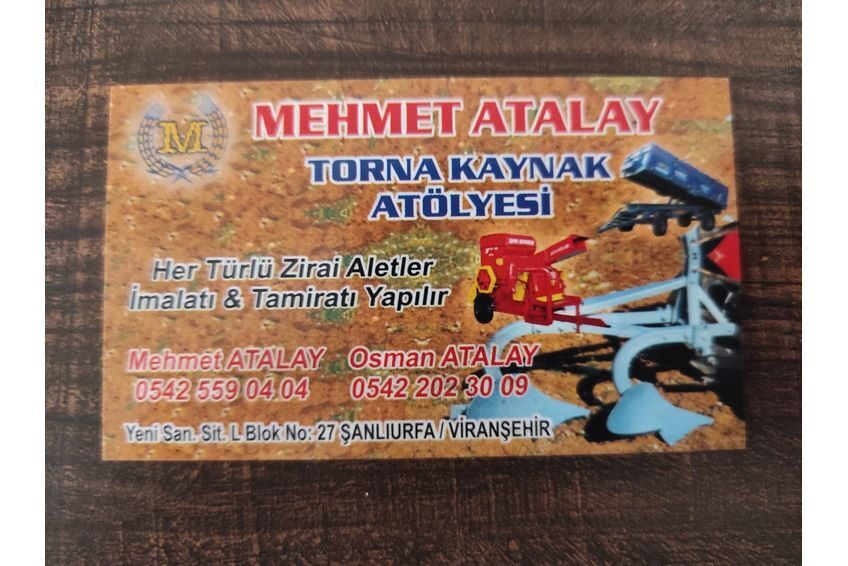 M
MEHMET ATALAY
TORNA KAYNAK
ATÖLYESİ
Her Türlü Zirai Aletler
İmalatı & Tamiratı Yapılır
Mehmet ATALAY Osman ATALAY
0542 559 04 04 0542 202 30 09
Yeni San. Sit. L Blok No: 27 ŞANLIURFA / VİRANŞEHİR